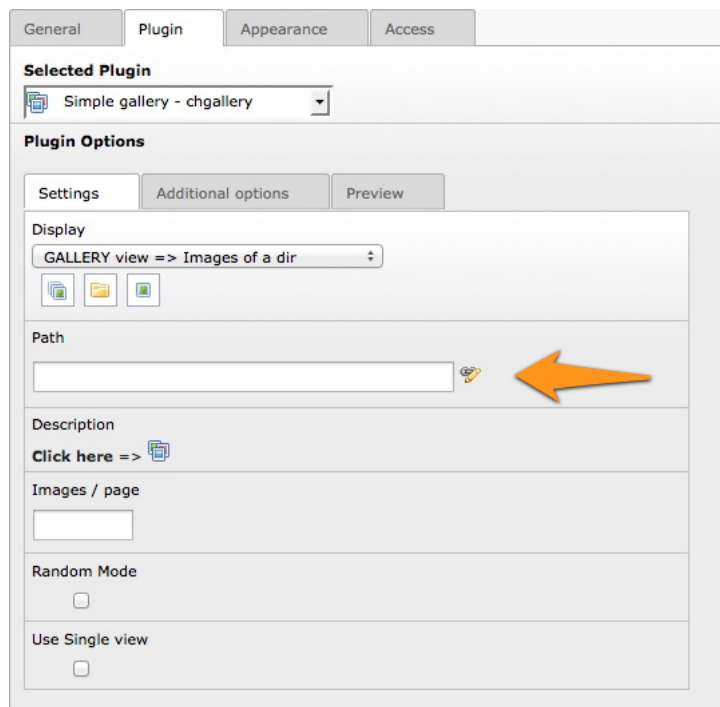 General Plugin Appearance Access
Selected Plugin
Simple gallery - chgallery
Plugin Options
Settings Additional options Preview
Display
GALLERY view => Images of a dir
Path
Description
Click here =>
Images / page
Random Mode
Use Single view